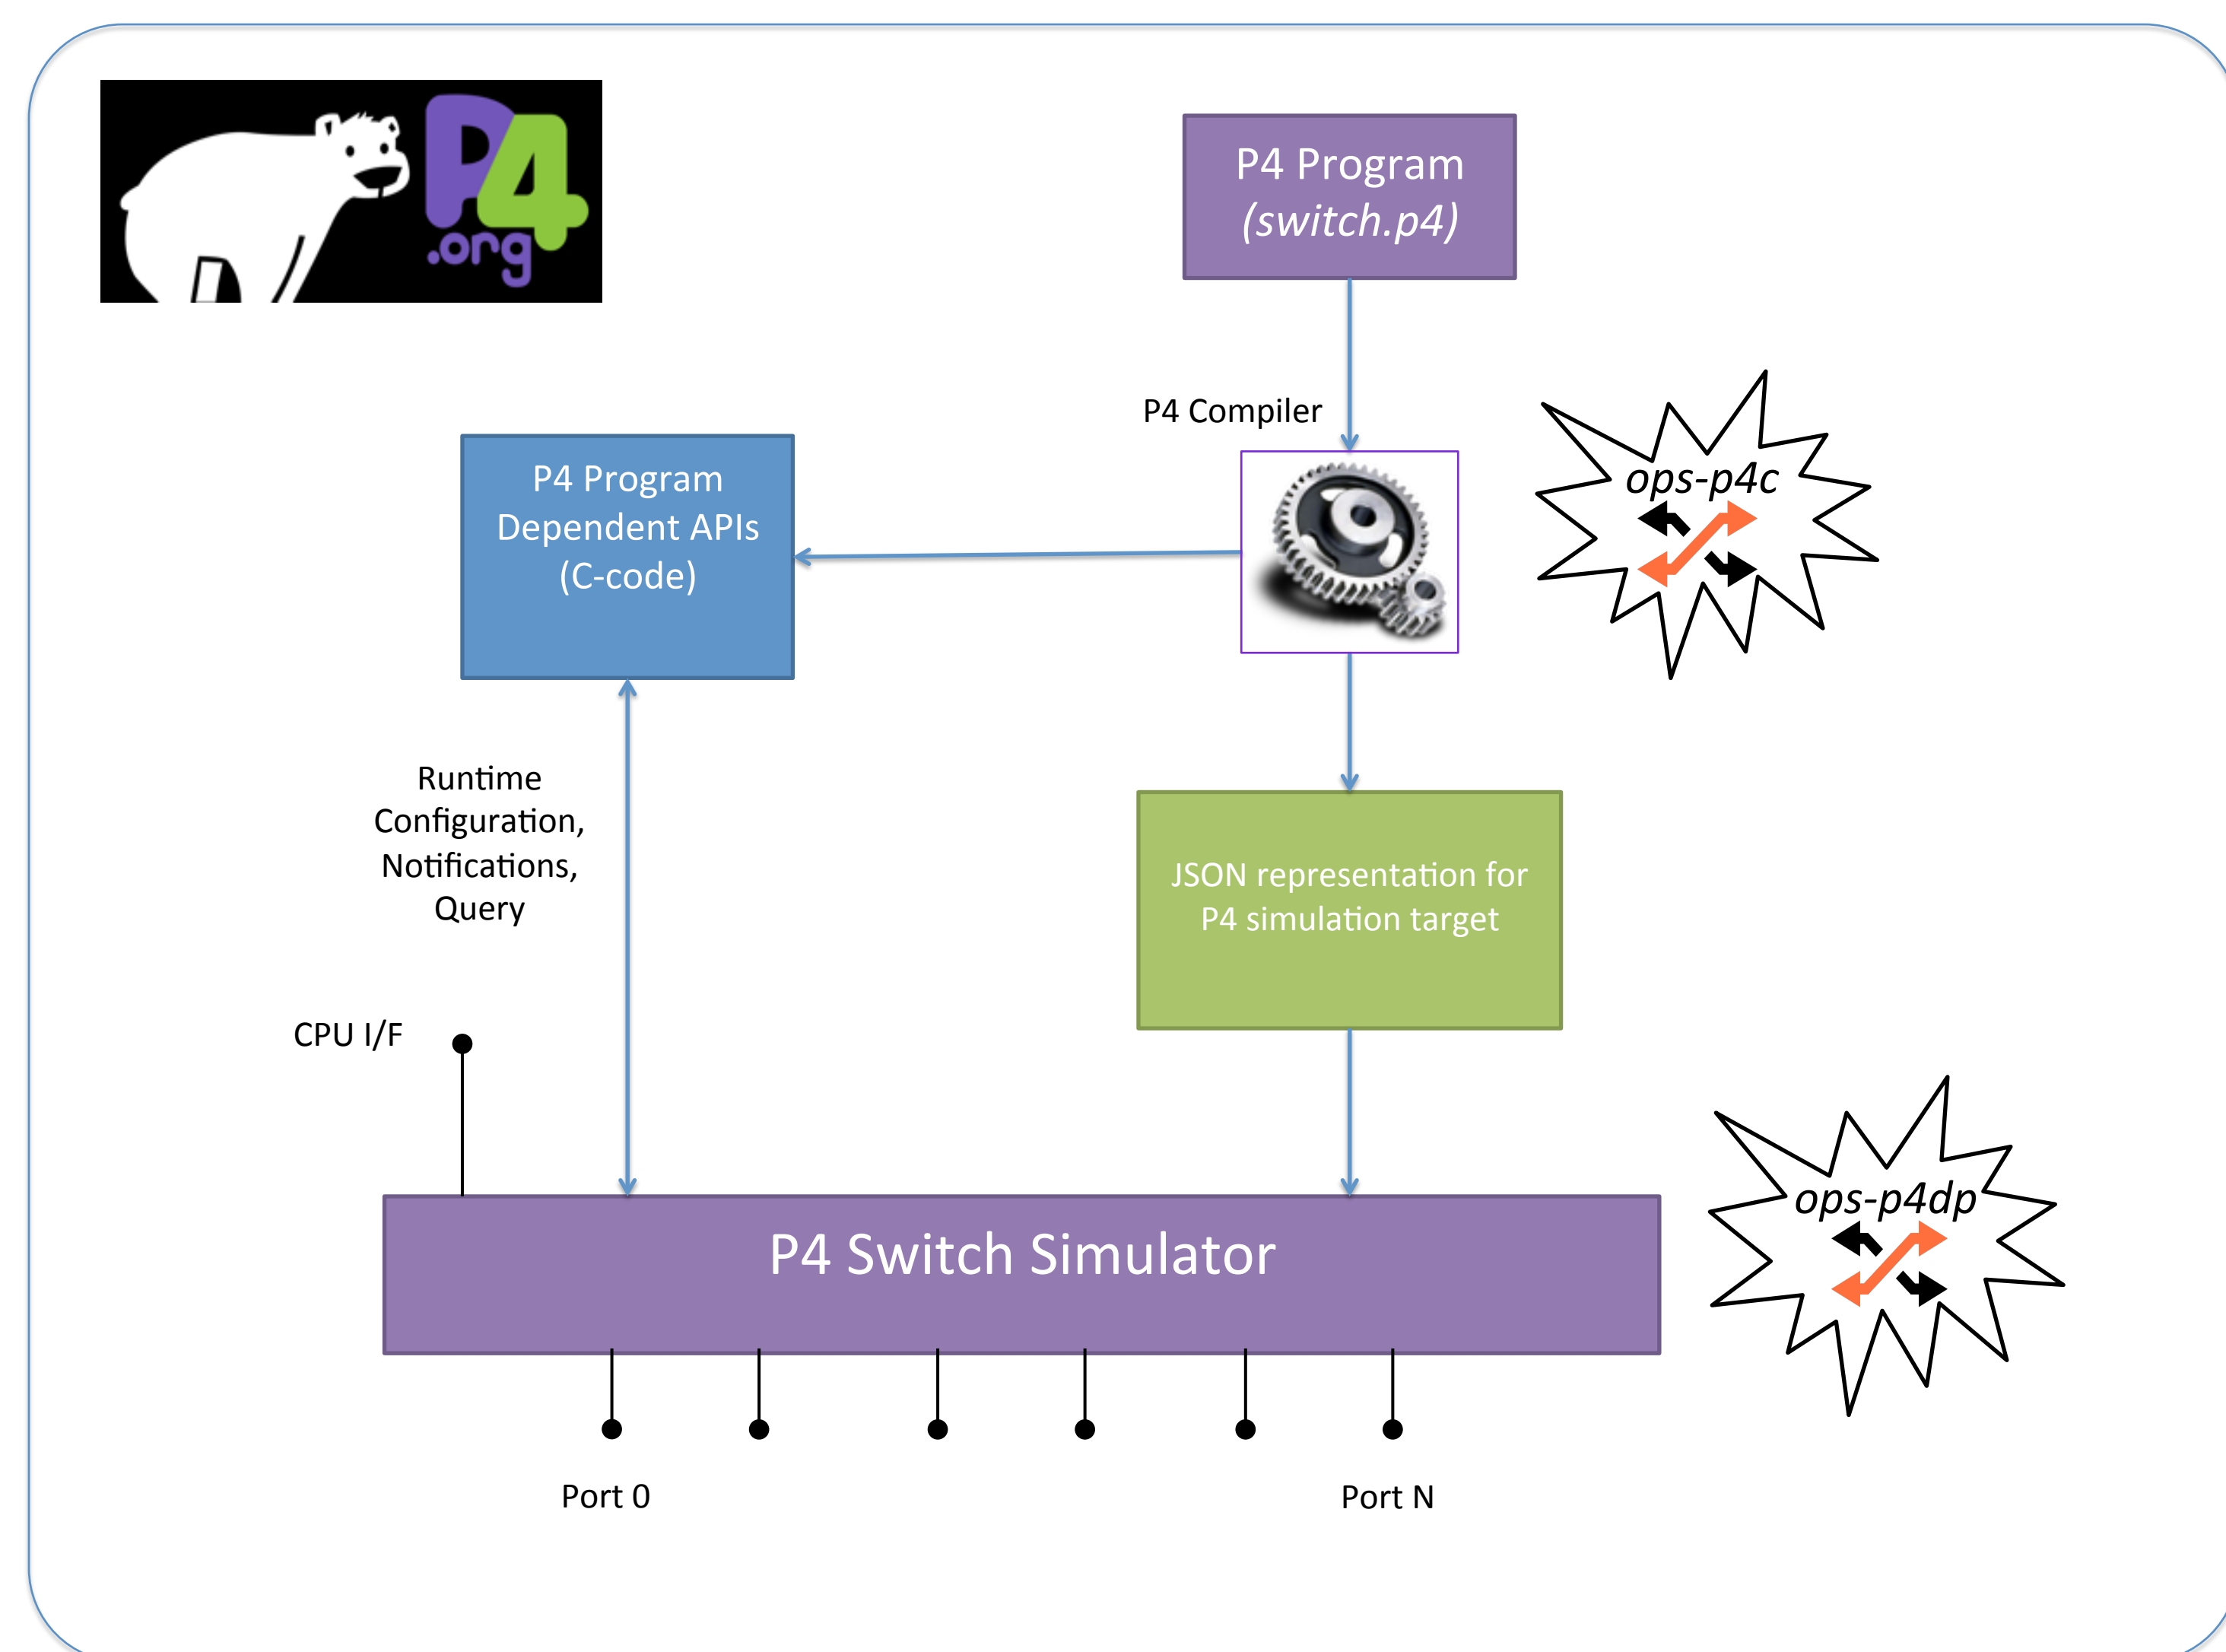 P4
.org
P4 Program
(switch.p4)
P4 Compiler
ops-p4c
P4 Program
Dependent APIs
(C-code)
Runtime
Configuration,
Notifications,
Query
JSON representation for
P4 simulation target
CPU I/F
ops-p4dp
P4 Switch Simulator
Port 0
Port N